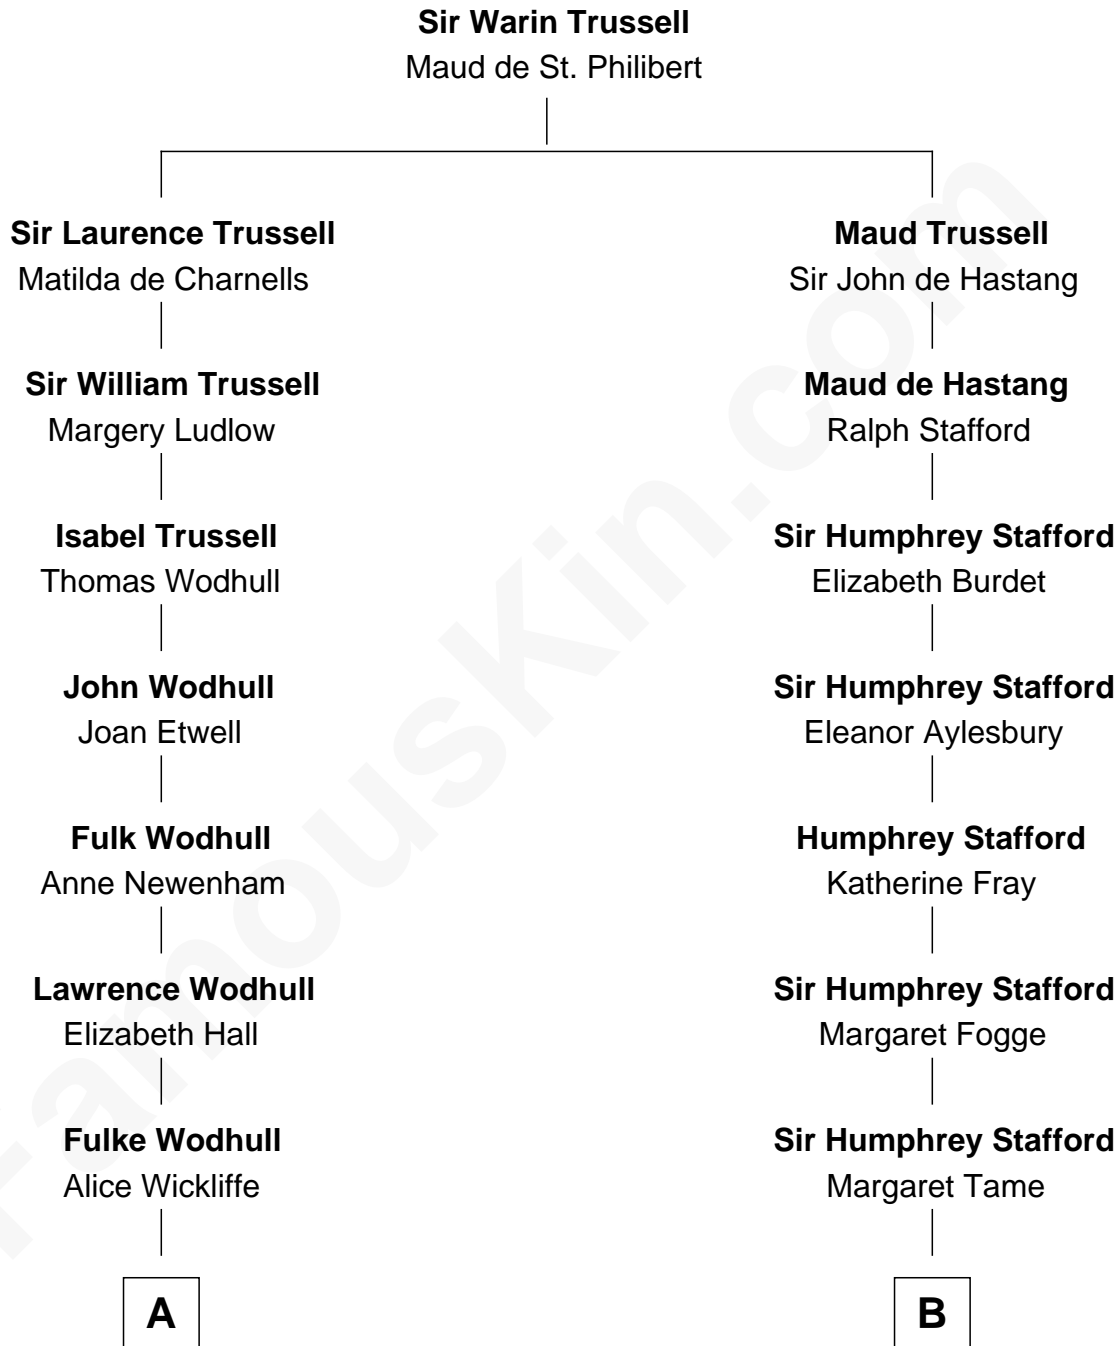 Sir Warin Trussell
Maud de St. Philibert
Sir Laurence Trussell
Matilda de Charnells
Maud Trussell
Sir John de Hastang
Sir William Trussell
Margery Ludlow
Maud de Hastang
Ralph Stafford
Isabel Trussell
Thomas Wodhull
Sir Humphrey Stafford
Elizabeth Burdet
John Wodhull
Joan Etwell
Sir Humphrey Stafford
Eleanor Aylesbury
Fulk Wodhull
Anne Newenham
Humphrey Stafford
Katherine Fray
Lawrence Wodhull
Elizabeth Hall
Sir Humphrey Stafford
Margaret Fogge
Fulke Wodhull
Alice Wickliffe
Sir Humphrey Stafford
Margaret Tame
A
B
FamousKin.com